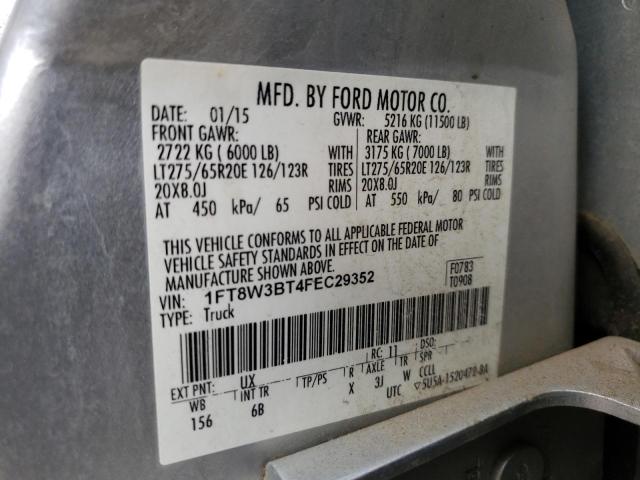 MFD. BY FORD MOTOR CO.
DATE: 01/15 GVWR: 5216 KG (11500 LB)
FRONT GAWR: REAR GAWR:
2722 KG ( 6000 LB) WITH 3175 KG ( 7000 LB) WITH
LT275/65R20E 126/123R TIRES LT275/65R20E 126/123R TIRES
20X8.0J RIMS 20X8.0J RIMS
AT 450 kPa/ 65 PSI COLD AT 550 kPa/ 80 PSI COLD
THIS VEHICLE CONFORMS TO ALL APPLICABLE FEDERAL MOTOR
VEHICLE SAFETY STANDARDS IN EFFECT ON THE DATE OF
MANUFACTURE SHOWN ABOVE.
F0783
T0908
VIN: 1FT8W3BT4FEC29352
TYPE: Truck
RC: 11 DSO:
EXT PNT: UX
WB INT TR TP/PS R AXLE TR SPR
156 6B X 3J W CCLL
UTC ▽5U5A-1520472-BA